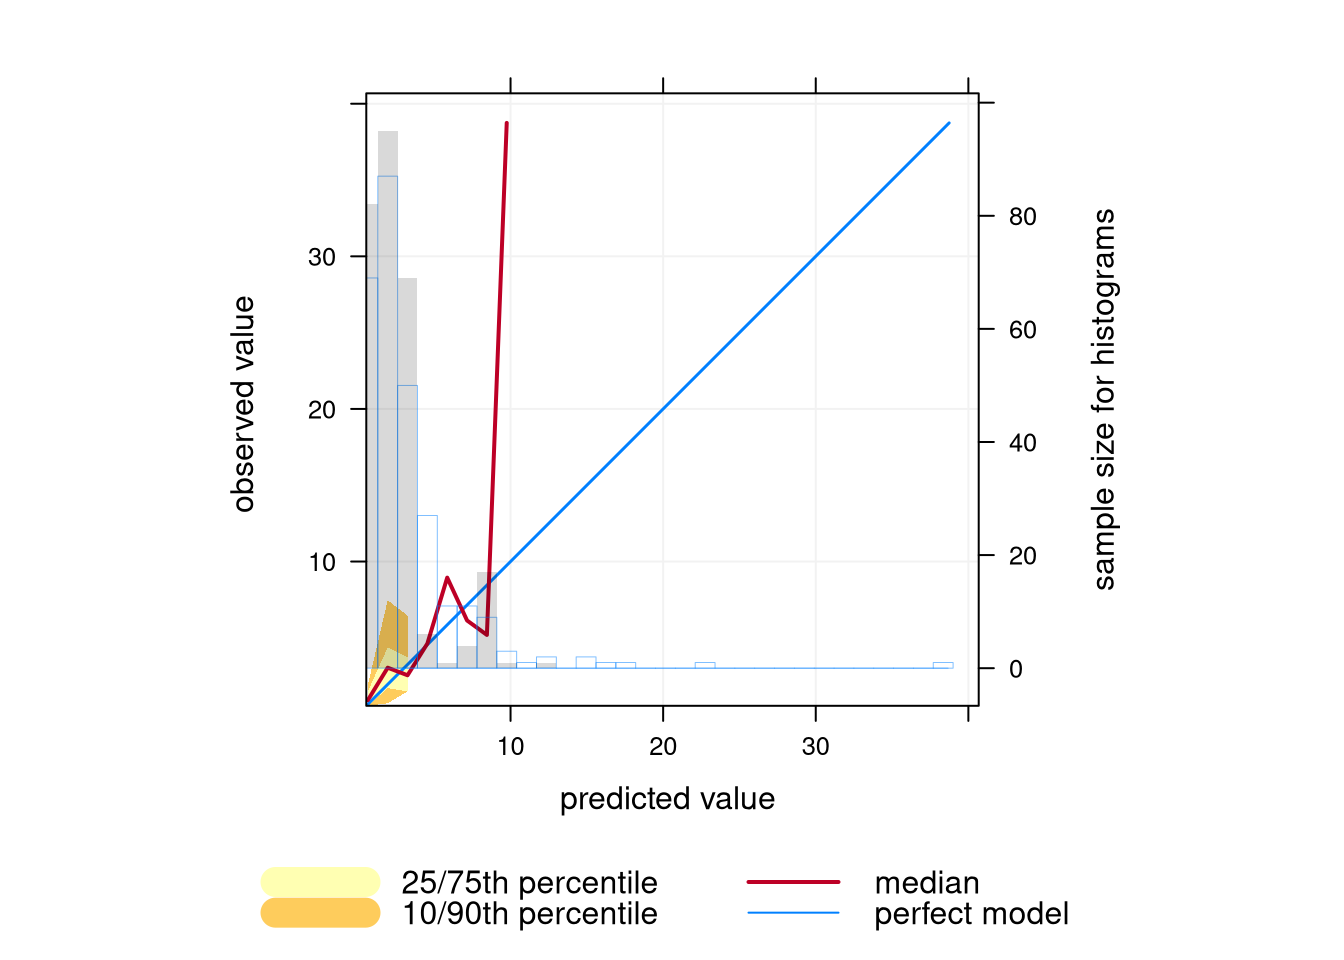 observed value
30
20
10
80
60
40
20
0
sample size for histograms
10
20
30
predicted value
25/75th percentile
10/90th percentile
median
perfect model